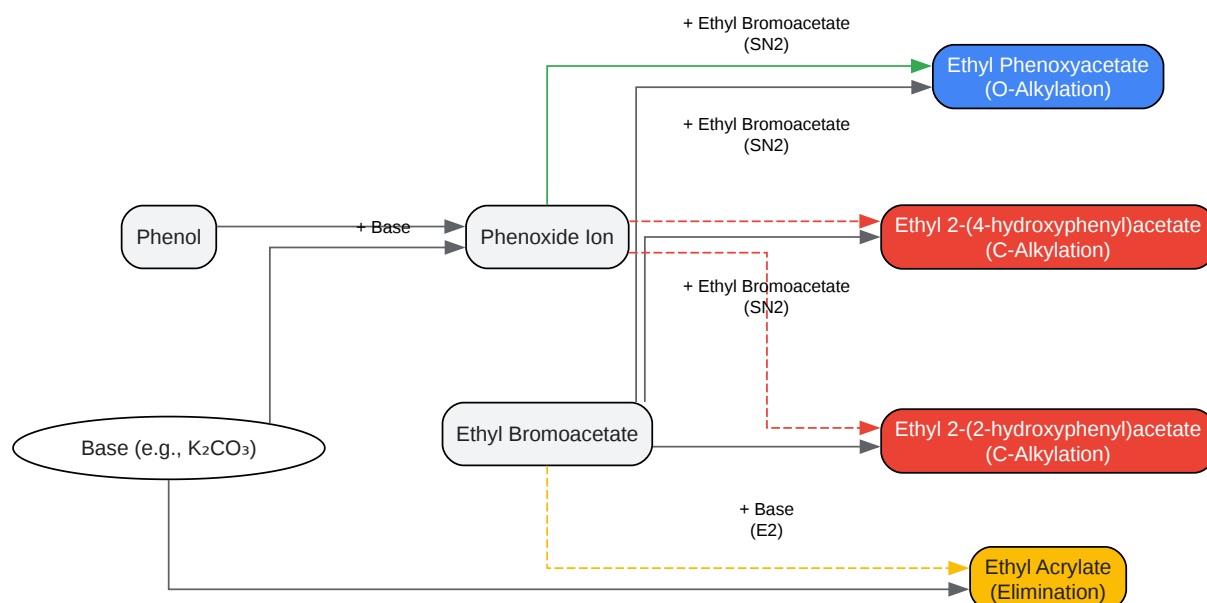 + Ethyl Bromoacetate
(SN2)
Ethyl Phenoxyacetate
(O-Alkylation)
+ Ethyl Bromoacetate
(SN2)
Phenol
+ Base
Phenoxide Ion
Ethyl 2-(4-hydroxyphenyl)acetate
(C-Alkylation)
+ Ethyl Bromoacetate
(SN2)
Base (e.g., K₂CO₃)
Ethyl Bromoacetate
Ethyl 2-(2-hydroxyphenyl)acetate
(C-Alkylation)
+ Base
(E2)
Ethyl Acrylate
(Elimination)